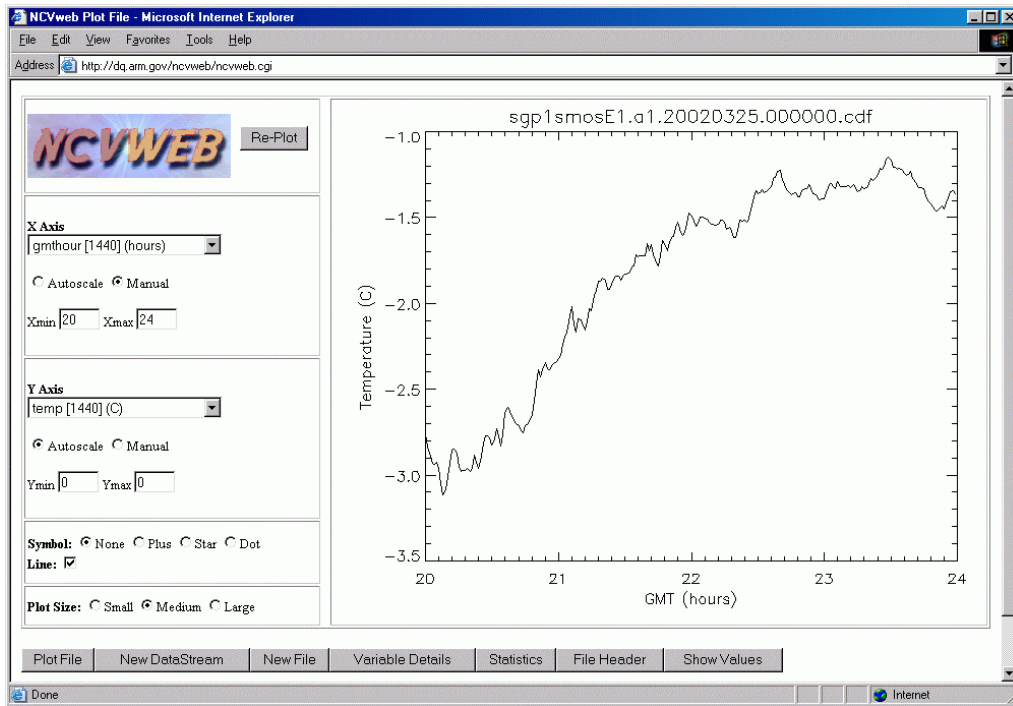 NCVweb Plot File - Microsoft Internet Explorer
File Edit View Favorites Tools Help
Address http://dq.arm.gov/ncvweb/ncvweb.cgi
NCVWEB
Re-Plot
X Axis
gmthour [1440] (hours)
Autoscale Manual
Xmin 20 Xmax 24
Y Axis
temp [1440] (C)
Autoscale Manual
Ymin 0 Ymax 0
Symbol: None Plus Star Dot
Line:
Plot Size: Small Medium Large
sgp1smosE1.a1.20020325.000000.cdf
Temperature (C)
-1.0
-1.5
-2.0
-2.5
-3.0
-3.5
20 21 22 23 24
GMT (hours)
Plot File New DataStream New File Variable Details Statistics File Header Show Values
Done Internet